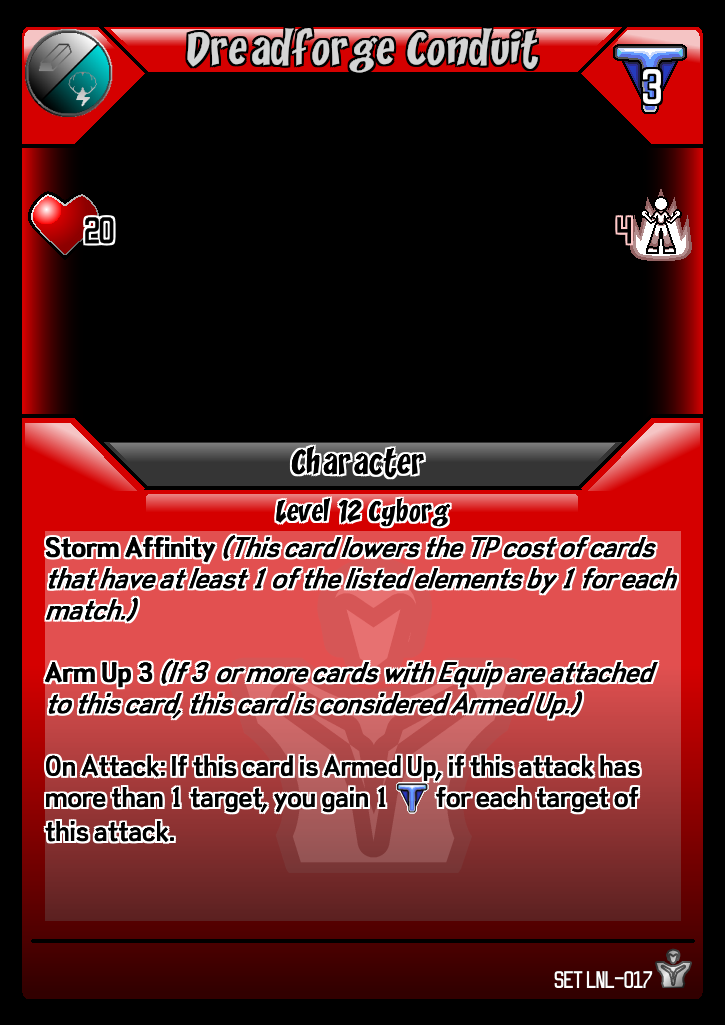 Dreadforge Conduit
3
20
4
Character
Level 12 Cyborg
Storm Affinity (This card lowers the TP cost of cards
that have at least 1 of the listed elements by 1 for each
match.)
Arm Up 3 (If 3 or more cards with Equip are attached
to this card, this card is considered Armed Up.)
On Attack: If this card is Armed Up, if this attack has
more than 1 target, you gain 1 T for each target of
this attack.
SET LNL-017